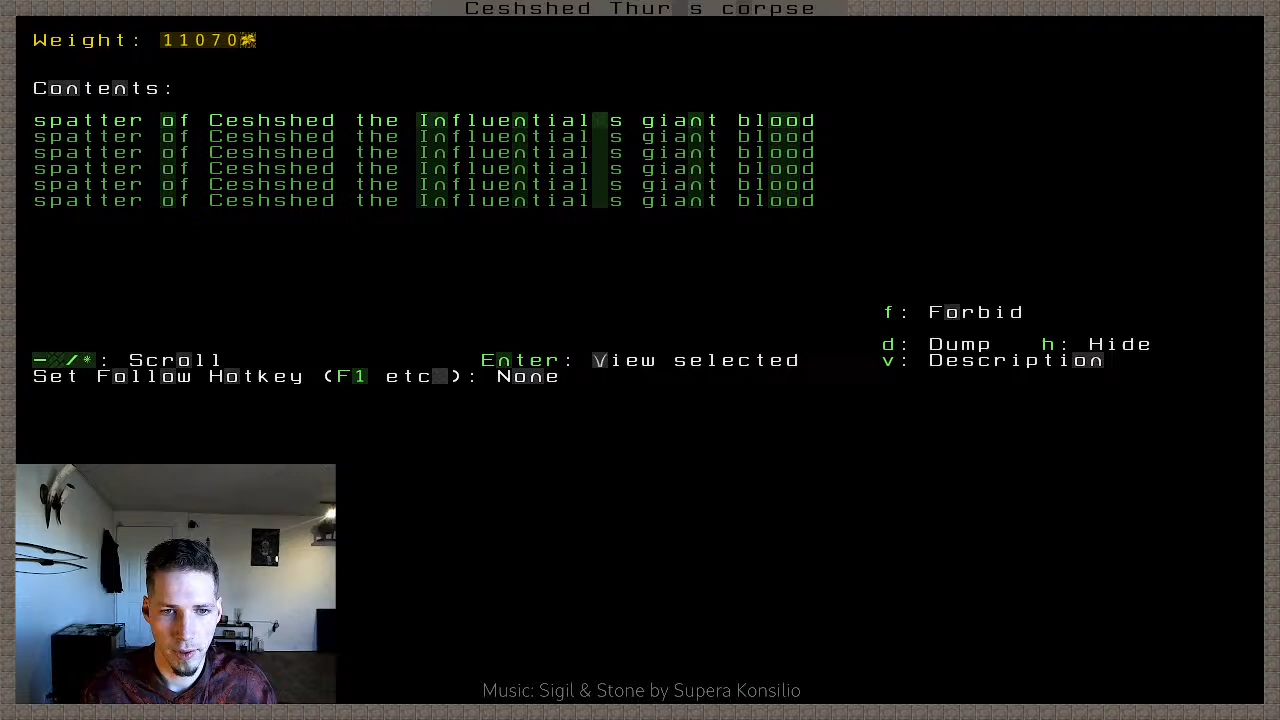 Ceshshed Thur s corpse
Weight: 11070
Contents:
spatter of Ceshshed the Influential s giant blood
spatter of Ceshshed the Influential s giant blood
spatter of Ceshshed the Influential s giant blood
spatter of Ceshshed the Influential s giant blood
spatter of Ceshshed the Influential s giant blood
spatter of Ceshshed the Influential s giant blood
f: Forbid
d: Dump h: Hide
-/*: Scroll Enter: View selected v: Description
Set Follow Hotkey (F1 etc ): None
Music: Sigil & Stone by Supera Konsilio